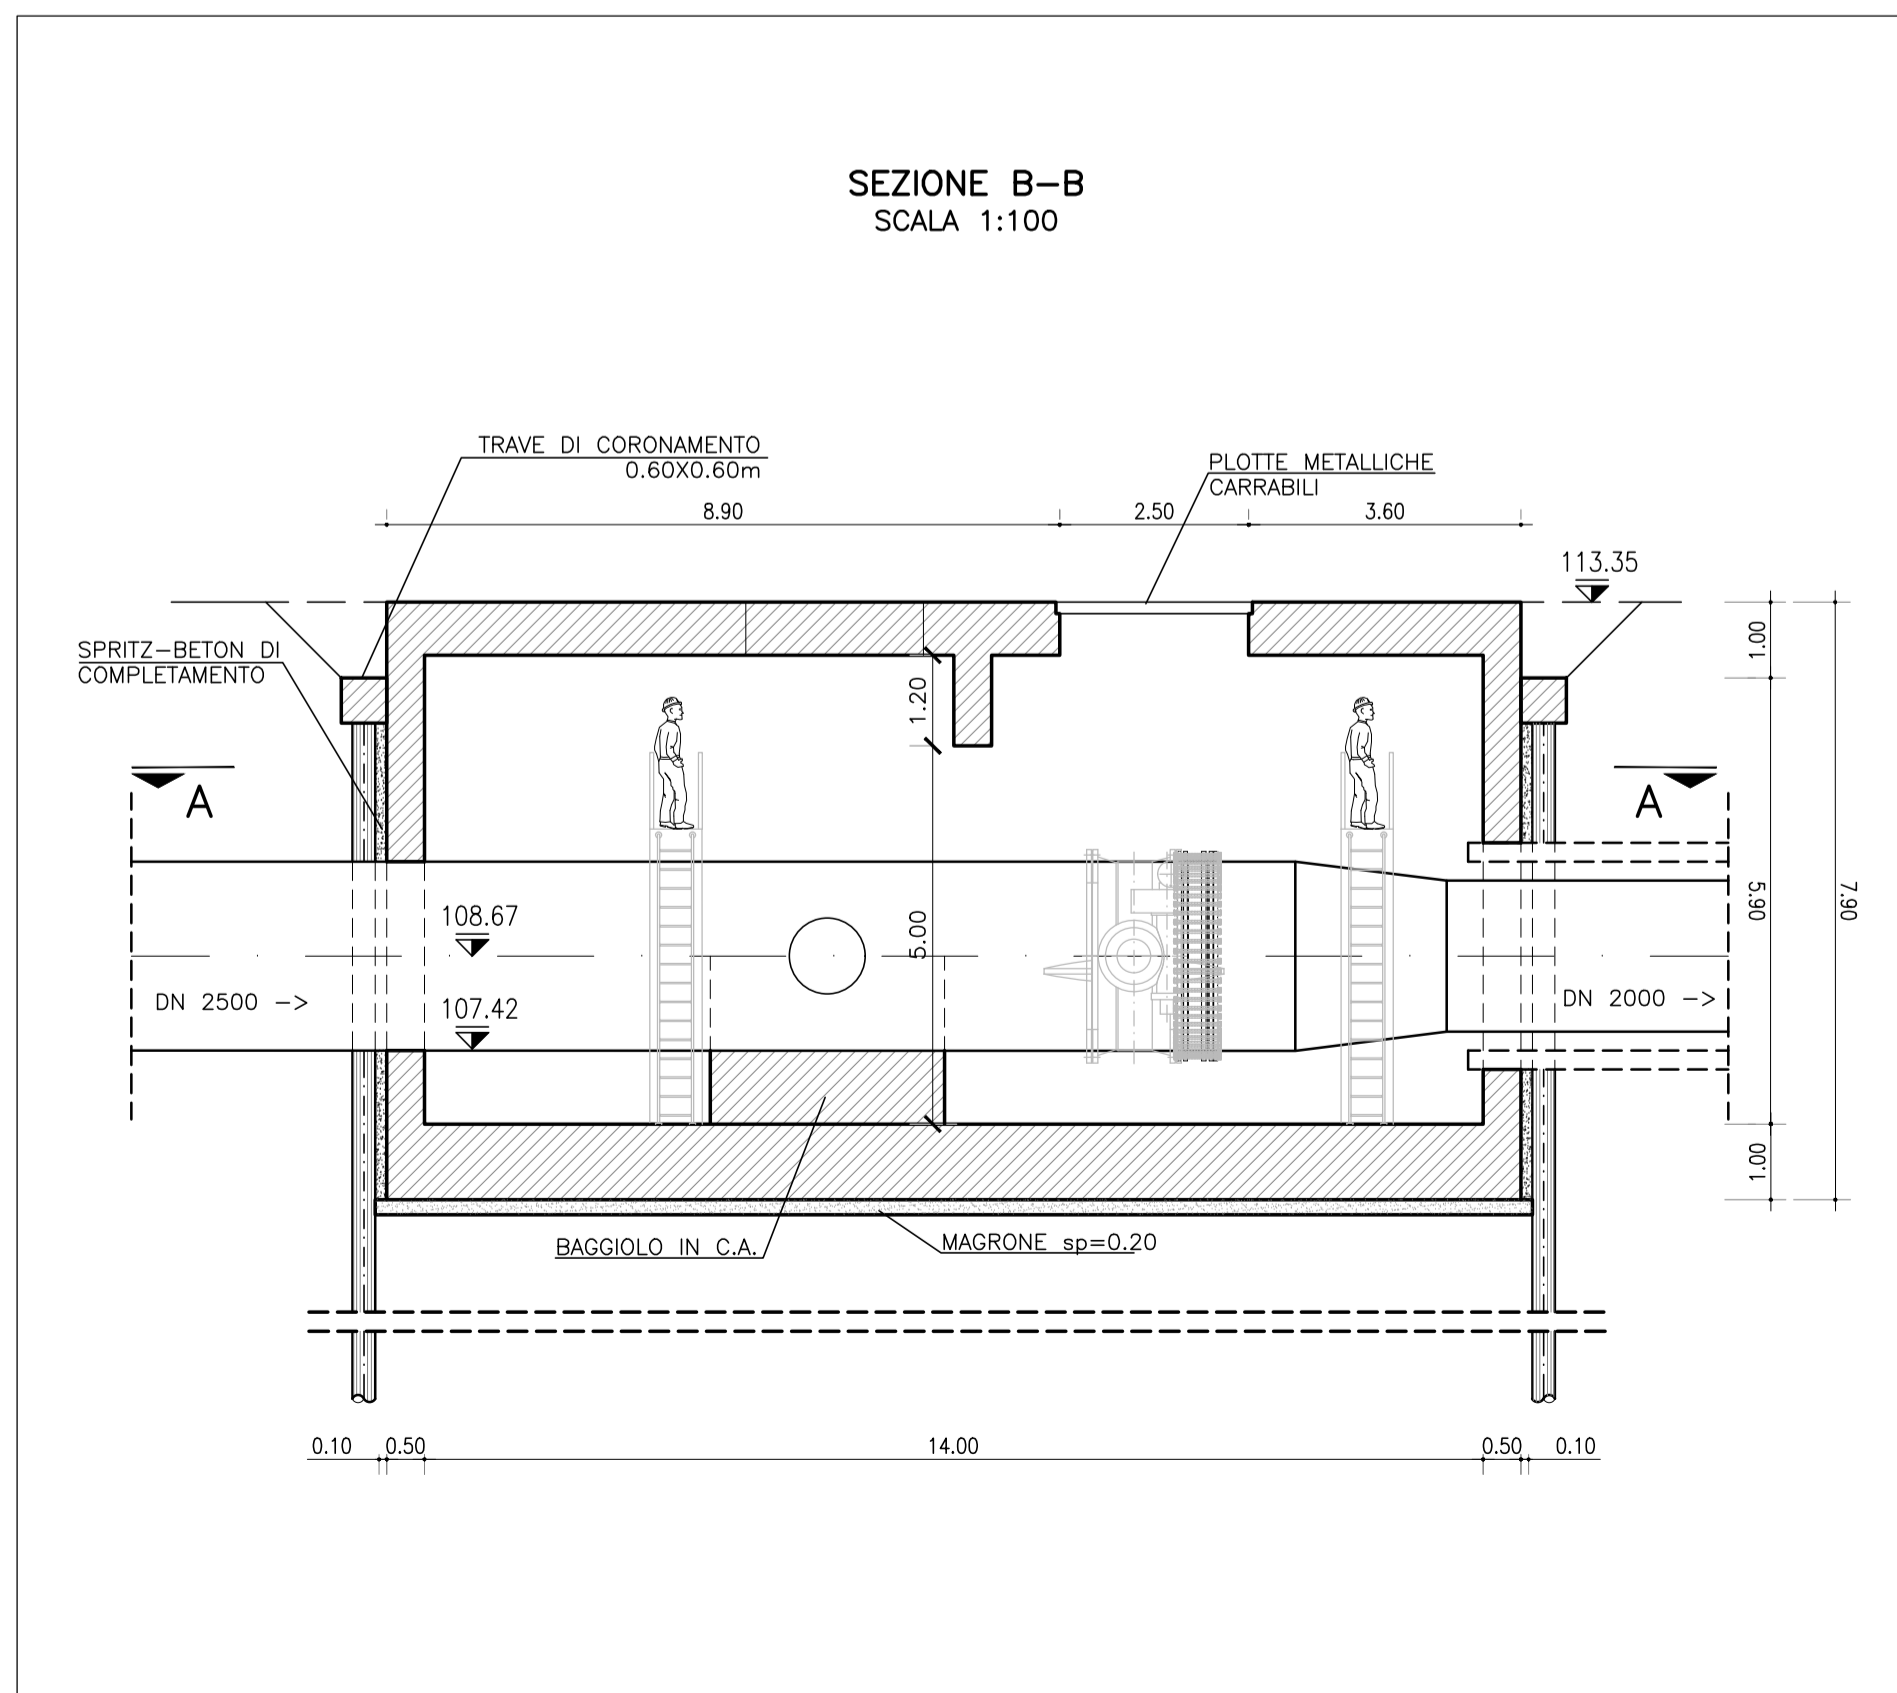 SEZIONE B-B
SCALA 1:100
TRAVE DI CORONAMENTO
0.60X0.60m
PLOTTE METALLICHE
CARRABILI
8.90
2.50
3.60
113.35
SPRITZ-BETON DI
COMPLETAMENTO
1.20
1.00
A
A
108.67
5.00
5.90
7.90
DN 2500 ->
107.42
DN 2000 ->
1.00
BAGGIOLO IN C.A.
MAGRONE sp=0.20
0.10
0.50
14.00
0.50
0.10